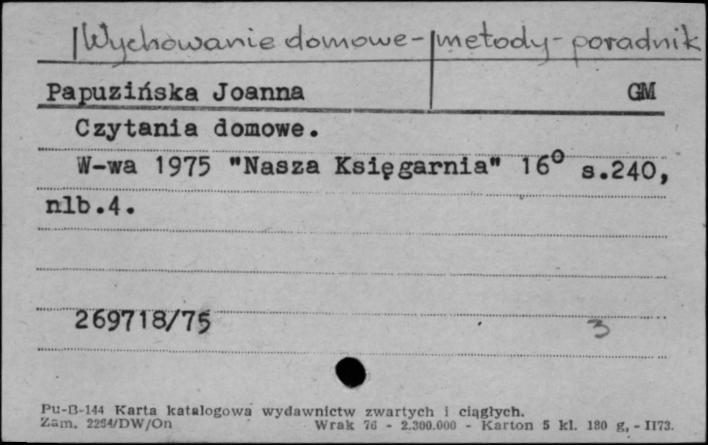 Wychowanie domowe - metody - poradnik
Papuzińska Joanna GM
Czytania domowe.
W-wa 1975 "Nasza Księgarnia" 16° s.240,
nlb.4.
269718/75 3
Pu-B-144 Karta katalogowa wydawnictw zwartych i ciągłych.
Zam. 2254/DW/On Wrak 76 - 2.300.000 - Karton 5 kl. 180 g, - II73.